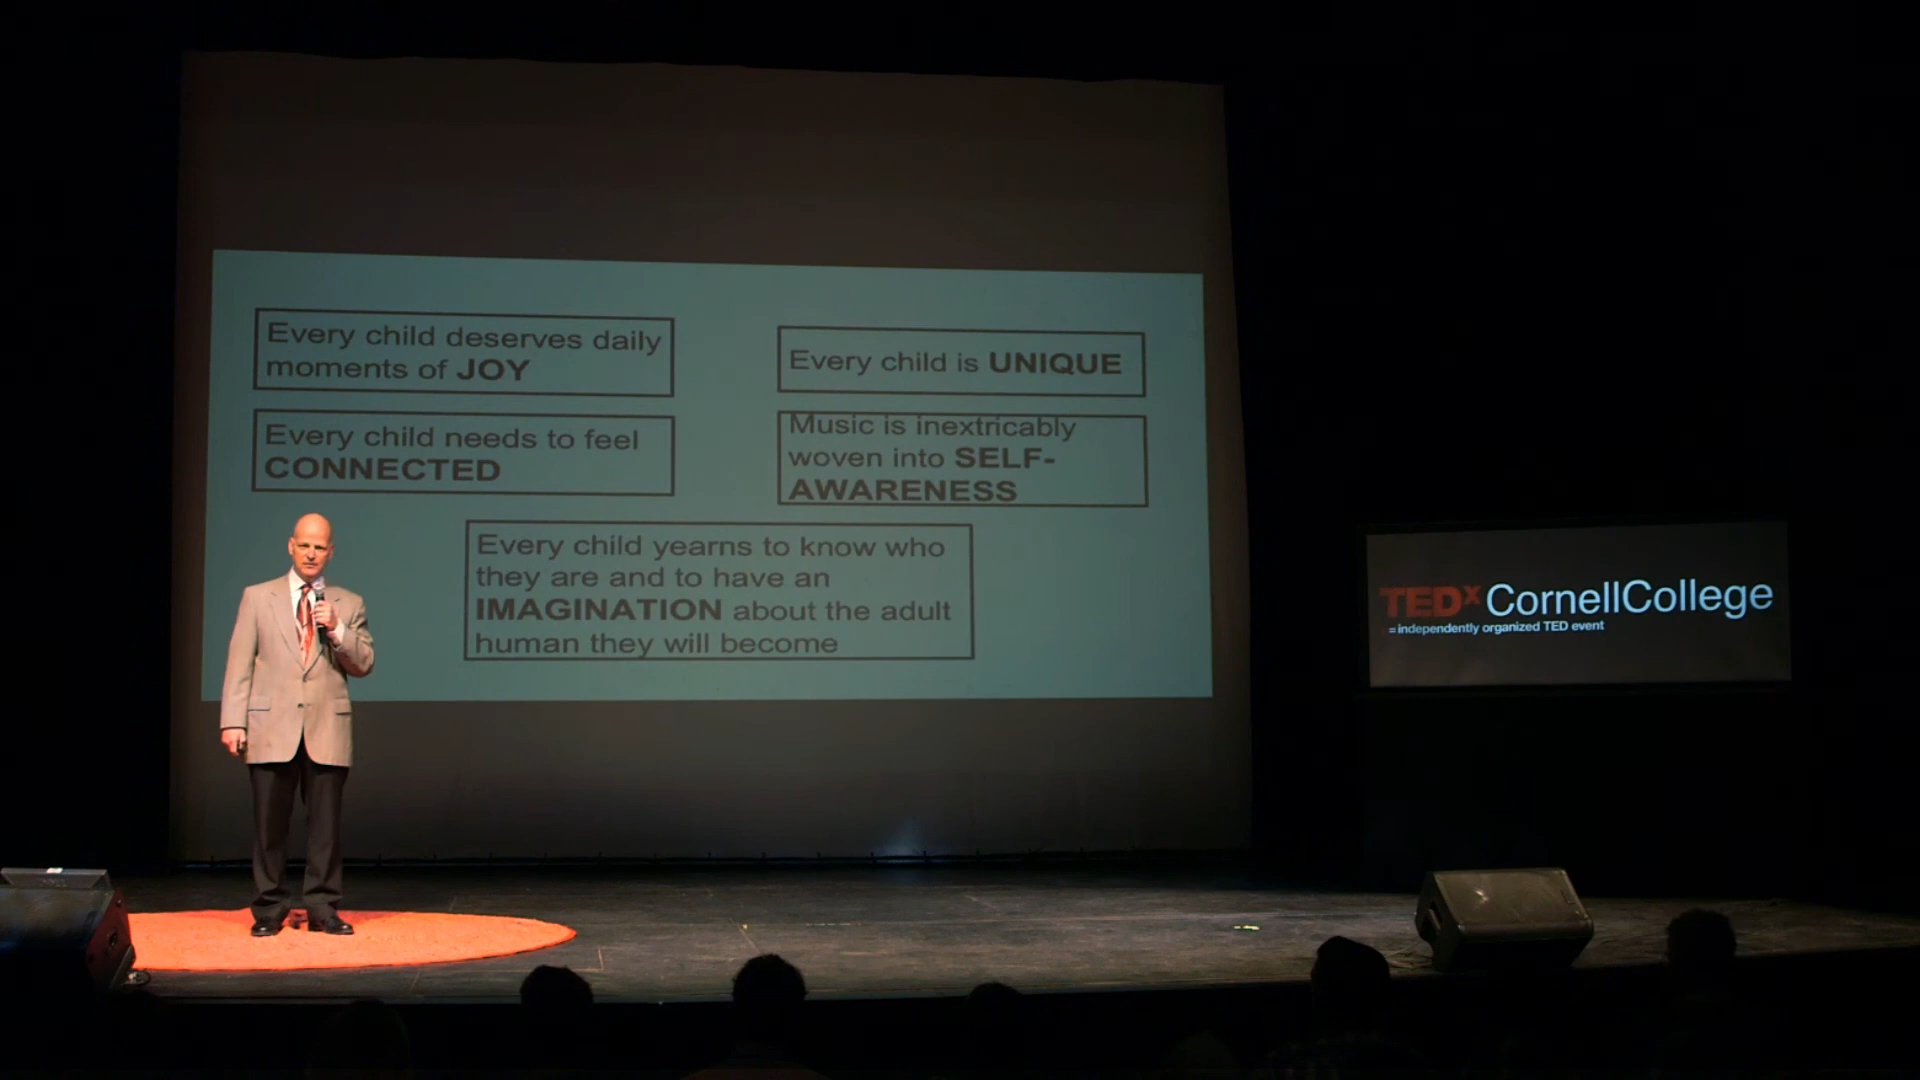 Every child deserves daily
moments of JOY
Every child is UNIQUE
Every child needs to feel
CONNECTED
Music is inextricably
woven into SELF-
AWARENESS
Every child yearns to know who
they are and to have an
IMAGINATION about the adult
human they will become
TEDx CornellCollege
= independently organized TED event